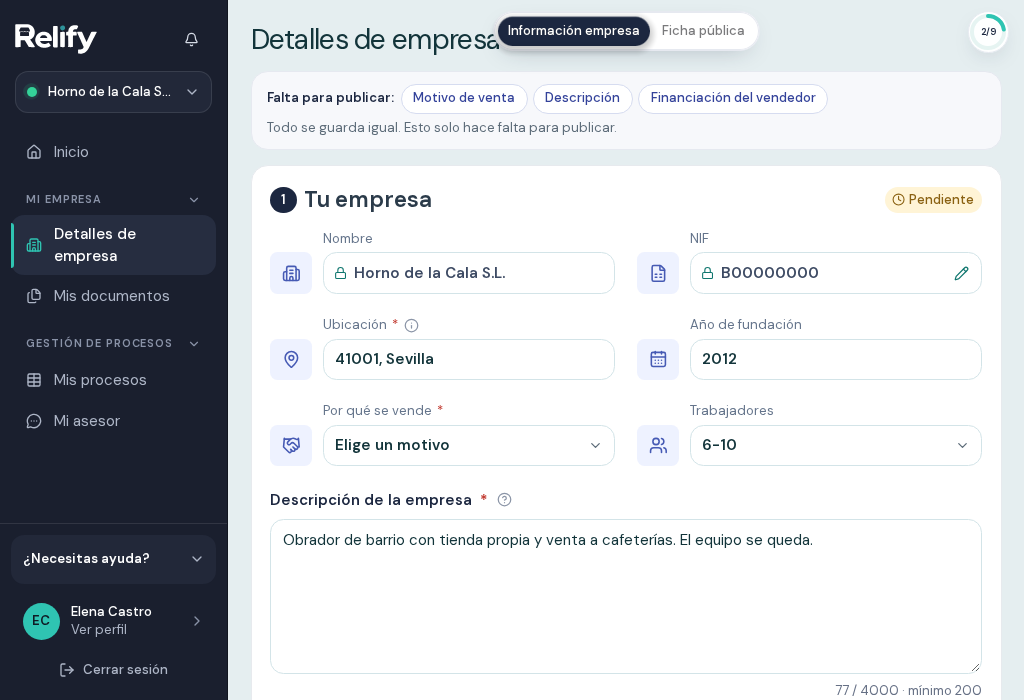 Relify
Detalles de empresa
Información empresa
Ficha pública
2/9
Horno de la Cala S...
Inicio
MI EMPRESA
Detalles de
empresa
Mis documentos
GESTIÓN DE PROCESOS
Mis procesos
Mi asesor
¿Necesitas ayuda?
EC
Elena Castro
Ver perfil
Cerrar sesión
Falta para publicar: Motivo de venta Descripción Financiación del vendedor
Todo se guarda igual. Esto solo hace falta para publicar.
1 Tu empresa
Pendiente
Nombre
Horno de la Cala S.L.
NIF
B00000000
Ubicación *
41001, Sevilla
Año de fundación
2012
Por qué se vende *
Elige un motivo
Trabajadores
6-10
Descripción de la empresa *
Obrador de barrio con tienda propia y venta a cafeterías. El equipo se queda.
77 / 4000 · mínimo 200